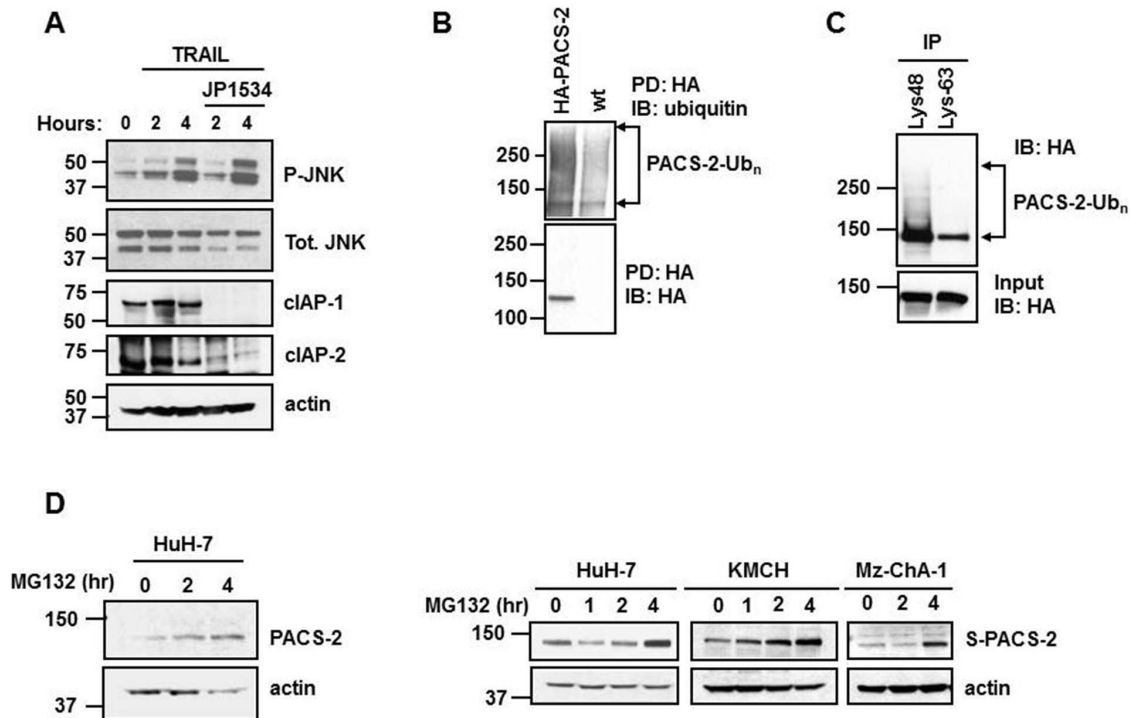 A
TRAIL
JP1534
Hours: 0 2 4 2 4
50
37
P-JNK
50
37
Tot. JNK
75
50
cIAP-1
75
cIAP-2
50
37
actin
B
HA-PACS-2
wt
PD: HA
IB: ubiquitin
250
150
PACS-2-Ubn
250
150
100
PD: HA
IB: HA
C
IP
Lys48
Lys-63
IB: HA
250
150
PACS-2-Ubn
150
Input
IB: HA
D
HuH-7
MG132 (hr) 0 2 4
150
PACS-2
37
actin
HuH-7 KMCH Mz-ChA-1
MG132 (hr) 0 1 2 4 0 1 2 4 0 2 4
150
S-PACS-2
37
actin